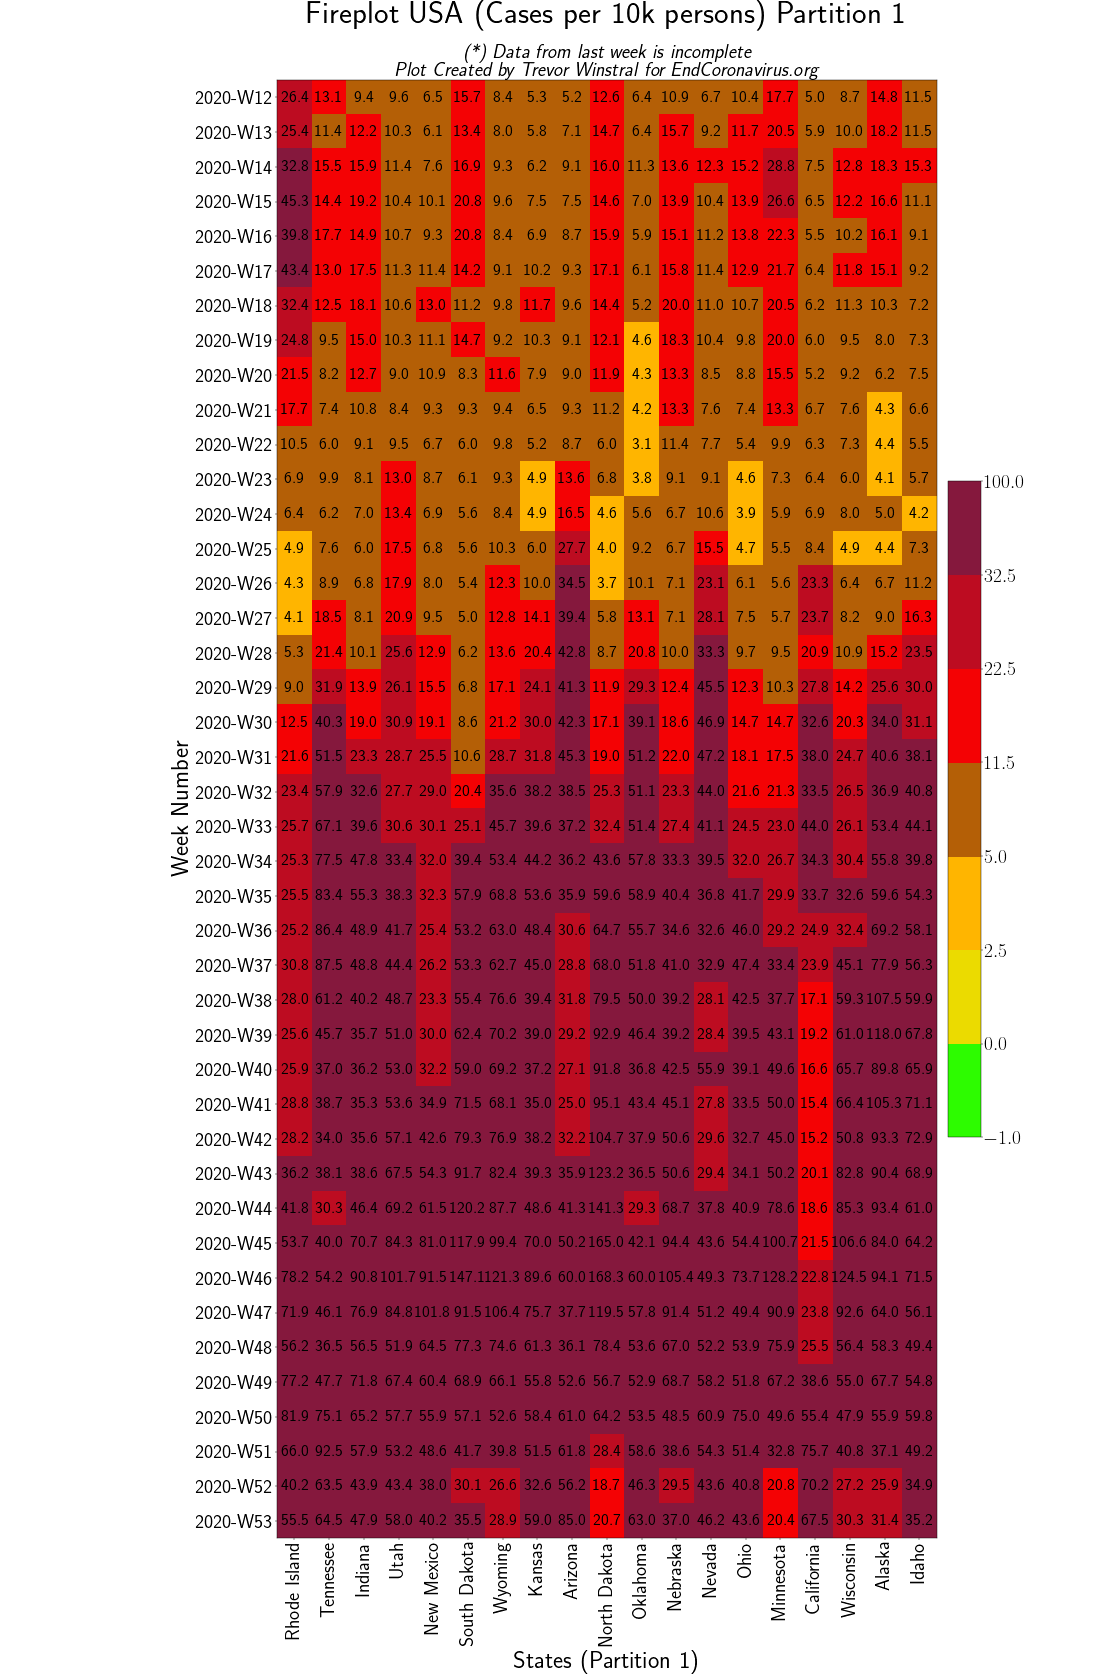 Fireplot USA (Cases per 10k persons) Partition 1
(*) Data from last week is incomplete
Plot Created by Trevor Winstral for EndCoronavirus.org
2020-W12 26.4 13.1 9.4 9.6 6.5 15.7 8.4 5.3 5.2 12.6 6.4 10.9 6.7 10.4 17.7 5.0 8.7 14.8 11.5
2020-W13 25.4 11.4 12.2 10.3 6.1 13.4 8.0 5.8 7.1 14.7 6.4 15.7 9.2 11.7 20.5 5.9 10.0 18.2 11.5
2020-W14 32.8 15.5 15.9 11.4 7.6 16.9 9.3 6.2 9.1 16.0 11.3 13.6 12.3 15.2 28.8 7.5 12.8 18.3 15.3
2020-W15 45.3 14.4 19.2 10.4 10.1 20.8 9.6 7.5 7.5 14.6 7.0 13.9 10.4 13.9 26.6 6.5 12.2 16.6 11.1
2020-W16 39.8 17.7 14.9 10.7 9.3 20.8 8.4 6.9 8.7 15.9 5.9 15.1 11.2 13.8 22.3 5.5 10.2 16.1 9.1
2020-W17 43.4 13.0 17.5 11.3 11.4 14.2 9.1 10.2 9.3 17.1 6.1 15.8 11.4 12.9 21.7 6.4 11.8 15.1 9.2
2020-W18 32.4 12.5 18.1 10.6 13.0 11.2 9.8 11.7 9.6 14.4 5.2 20.0 11.0 10.7 20.5 6.2 11.3 10.3 7.2
2020-W19 24.8 9.5 15.0 10.3 11.1 14.7 9.2 10.3 9.1 12.1 4.6 18.3 10.4 9.8 20.0 6.0 9.5 8.0 7.3
2020-W20 21.5 8.2 12.7 9.0 10.9 8.3 11.6 7.9 9.0 11.9 4.3 13.3 8.5 8.8 15.5 5.2 9.2 6.2 7.5
2020-W21 17.7 7.4 10.8 8.4 9.3 9.3 9.4 6.5 9.3 11.2 4.2 13.3 7.6 7.4 13.3 6.7 7.6 4.3 6.6
2020-W22 10.5 6.0 9.1 9.5 6.7 6.0 9.8 5.2 8.7 6.0 3.1 11.4 7.7 5.4 9.9 6.3 7.3 4.4 5.5
2020-W23 6.9 9.9 8.1 13.0 8.7 6.1 9.3 4.9 13.6 6.8 3.8 9.1 9.1 4.6 7.3 6.4 6.0 4.1 5.7
2020-W24 6.4 6.2 7.0 13.4 6.9 5.6 8.4 4.9 16.5 4.6 5.6 6.7 10.6 3.9 5.9 6.9 8.0 5.0 4.2
2020-W25 4.9 7.6 6.0 17.5 6.8 5.6 10.3 6.0 27.7 4.0 9.2 6.7 15.5 4.7 5.5 8.4 4.9 4.4 7.3
2020-W26 4.3 8.9 6.8 17.9 8.0 5.4 12.3 10.0 34.5 3.7 10.1 7.1 23.1 6.1 5.6 23.3 6.4 6.7 11.2
2020-W27 4.1 18.5 8.1 20.9 9.5 5.0 12.8 14.1 39.4 5.8 13.1 7.1 28.1 7.5 5.7 23.7 8.2 9.0 16.3
2020-W28 5.3 21.4 10.1 25.6 12.9 6.2 13.6 20.4 42.8 8.7 20.8 10.0 33.3 9.7 9.5 20.9 10.9 15.2 23.5
2020-W29 9.0 31.9 13.9 26.1 15.5 6.8 17.1 24.1 41.3 11.9 29.3 12.4 45.5 12.3 10.3 27.8 14.2 25.6 30.0
2020-W30 12.5 40.3 19.0 30.9 19.1 8.6 21.2 30.0 42.3 17.1 39.1 18.6 46.9 14.7 14.7 32.6 20.3 34.0 31.1
2020-W31 21.6 51.5 23.3 28.7 25.5 10.6 28.7 31.8 45.3 19.0 51.2 22.0 47.2 18.1 17.5 38.0 24.7 40.6 38.1
2020-W32 23.4 57.9 32.6 27.7 29.0 20.4 35.6 38.2 38.5 25.3 51.1 23.3 44.0 21.6 21.3 33.5 26.5 36.9 40.8
2020-W33 25.7 67.1 39.6 30.6 30.1 25.1 45.7 39.6 37.2 32.4 51.4 27.4 41.1 24.5 23.0 44.0 26.1 53.4 44.1
2020-W34 25.3 77.5 47.8 33.4 32.0 39.4 53.4 44.2 36.2 43.6 57.8 33.3 39.5 32.0 26.7 34.3 30.4 55.8 39.8
2020-W35 25.5 83.4 55.3 38.3 32.3 57.9 68.8 53.6 35.9 59.6 58.9 40.4 36.8 41.7 29.9 33.7 32.6 59.6 54.3
2020-W36 25.2 86.4 48.9 41.7 25.4 53.2 63.0 48.4 30.6 64.7 55.7 34.6 32.6 46.0 29.2 24.9 32.4 69.2 58.1
2020-W37 30.8 87.5 48.8 44.4 26.2 53.3 62.7 45.0 28.8 68.0 51.8 41.0 32.9 47.4 33.4 23.9 45.1 77.9 56.3
2020-W38 28.0 61.2 40.2 48.7 23.3 55.4 76.6 39.4 31.8 79.5 50.0 39.2 28.1 42.5 37.7 17.1 59.3 107.5 59.9
2020-W39 25.6 45.7 35.7 51.0 30.0 62.4 70.2 39.0 29.2 92.9 46.4 39.2 28.4 39.5 43.1 19.2 61.0 118.0 67.8
2020-W40 25.9 37.0 36.2 53.0 32.2 59.0 69.2 37.2 27.1 91.8 36.8 42.5 55.9 39.1 49.6 16.6 65.7 89.8 65.9
2020-W41 28.8 38.7 35.3 53.6 34.9 71.5 68.1 35.0 25.0 95.1 43.4 45.1 27.8 33.5 50.0 15.4 66.4 105.3 71.1
2020-W42 28.2 34.0 35.6 57.1 42.6 79.3 76.9 38.2 32.2 104.7 37.9 50.6 29.6 32.7 45.0 15.2 50.8 93.3 72.9
2020-W43 36.2 38.1 38.6 67.5 54.3 91.7 82.4 39.3 35.9 123.2 36.5 50.6 29.4 34.1 50.2 20.1 82.8 90.4 68.9
2020-W44 41.8 30.3 46.4 69.2 61.5 120.2 87.7 48.6 41.3 141.3 29.3 68.7 37.8 40.9 78.6 18.6 85.3 93.4 61.0
2020-W45 53.7 40.0 70.7 84.3 81.0 117.9 99.4 70.0 50.2 165.0 42.1 94.4 43.6 54.4 100.7 21.5 106.6 84.0 64.2
2020-W46 78.2 54.2 90.8 101.7 91.5 147.1 121.3 89.6 60.0 168.3 60.0 105.4 49.3 73.7 128.2 22.8 124.5 94.1 71.5
2020-W47 71.9 46.1 76.9 84.8 101.8 91.5 106.4 75.7 37.7 119.5 57.8 91.4 51.2 49.4 90.9 23.8 92.6 64.0 56.1
2020-W48 56.2 36.5 56.5 51.9 64.5 77.3 74.6 61.3 36.1 78.4 53.6 67.0 52.2 53.9 75.9 25.5 56.4 58.3 49.4
2020-W49 77.2 47.7 71.8 67.4 60.4 68.9 66.1 55.8 52.6 56.7 52.9 68.7 58.2 51.8 67.2 38.6 55.0 67.7 54.8
2020-W50 81.9 75.1 65.2 57.7 55.9 57.1 52.6 58.4 61.0 64.2 53.5 48.5 60.9 75.0 49.6 55.4 47.9 55.9 59.8
2020-W51 66.0 92.5 57.9 53.2 48.6 41.7 39.8 51.5 61.8 28.4 58.6 38.6 54.3 51.4 32.8 75.7 40.8 37.1 49.2
2020-W52 40.2 63.5 43.9 43.4 38.0 30.1 26.6 32.6 56.2 18.7 46.3 29.5 43.6 40.8 20.8 70.2 27.2 25.9 34.9
2020-W53 55.5 64.5 47.9 58.0 40.2 35.5 28.9 59.0 85.0 20.7 63.0 37.0 46.2 43.6 20.4 67.5 30.3 31.4 35.2
Week Number
Rhode Island
Tennessee
Indiana
Utah
New Mexico
South Dakota
Wyoming
Kansas
Arizona
North Dakota
Oklahoma
Nebraska
Nevada
Ohio
Minnesota
California
Wisconsin
Alaska
Idaho
States (Partition 1)
100.0
32.5
22.5
11.5
5.0
2.5
0.0
−1.0